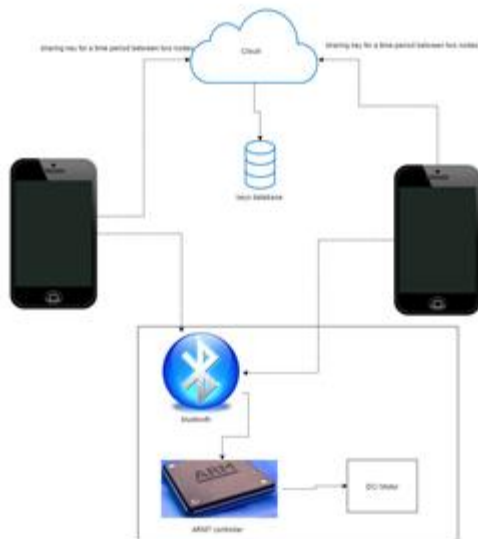 sharing key for a time period between two nodes
sharing key for a time period between two nodes
Cloud
keys database
bluetooth
ARM
ARM7 controller
DC Motor